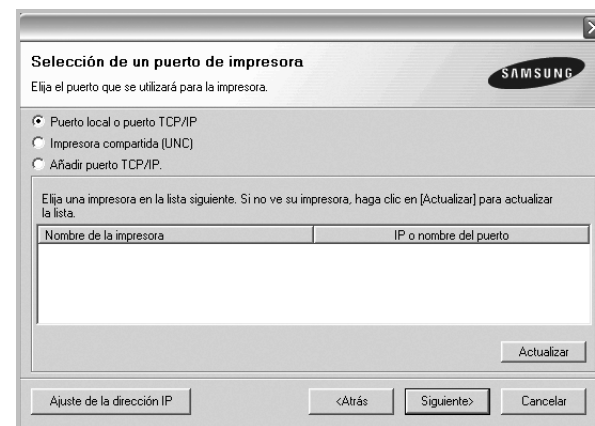 Selección de un puerto de impresora
Elija el puerto que se utilizará para la impresora.
SAMSUNG
Puerto local o puerto TCP/IP
Impresora compartida (UNC)
Añadir puerto TCP/IP.
Elija una impresora en la lista siguiente. Si no ve su impresora, haga clic en [Actualizar] para actualizar
la lista.
Nombre de la impresora IP o nombre del puerto
Actualizar
Ajuste de la dirección IP <Atrás Siguiente> Cancelar